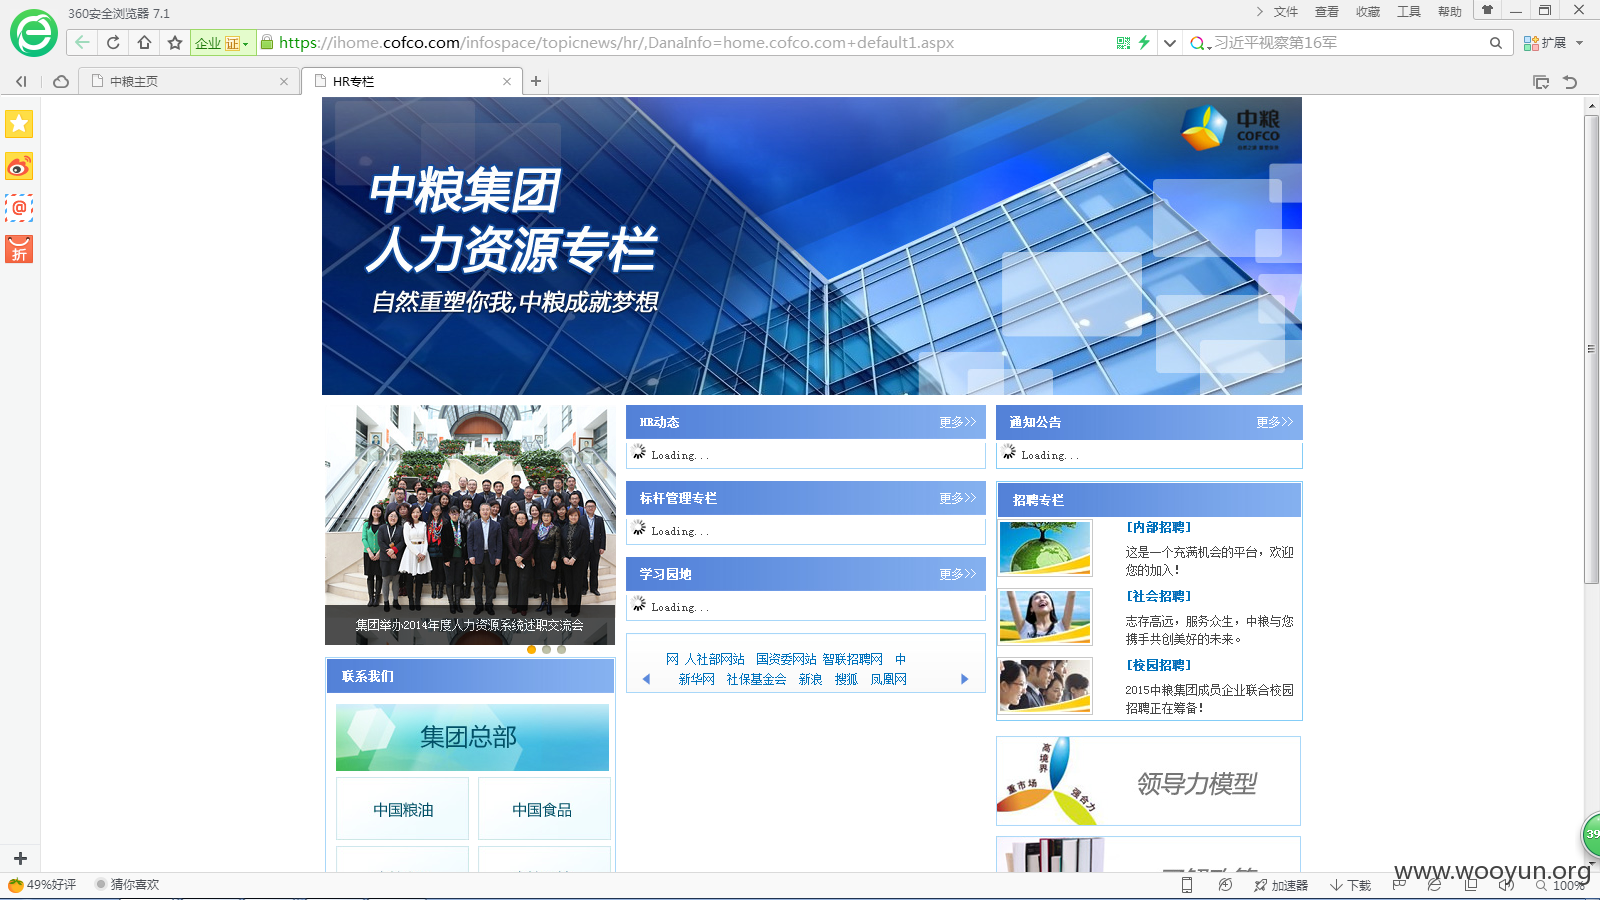 360安全浏览器 7.1
文件 查看 收藏 工具 帮助
企业 证 https://ihome.cofco.com/infospace/topicnews/hr/,DanaInfo=home.cofco.com+default1.aspx
习近平视察第16军
扩展
中粮主页
HR专栏
中粮
COFCO
中粮集团
人力资源专栏
自然重塑你我,中粮成就梦想
@
折
集团举办2014年度人力资源系统述职交流会
HR动态 更多>>
Loading...
标杆管理专栏 更多>>
Loading...
学习园地 更多>>
Loading...
网 人社部网站 国资委网站 智联招聘网 中
新华网 社保基金会 新浪 搜狐 凤凰网
通知公告 更多>>
Loading...
招聘专栏
[内部招聘]
这是一个充满机会的平台，欢迎
您的加入！
[社会招聘]
志存高远，服务众生，中粮与您
携手共创美好的未来。
[校园招聘]
2015中粮集团成员企业联合校园
招聘正在筹备！
联系我们
集团总部
中国粮油
中国食品
高境界
重市场
强合力
领导力模型
39
www.wooyun.org
49%好评
猜你喜欢
加速器
下载
100%